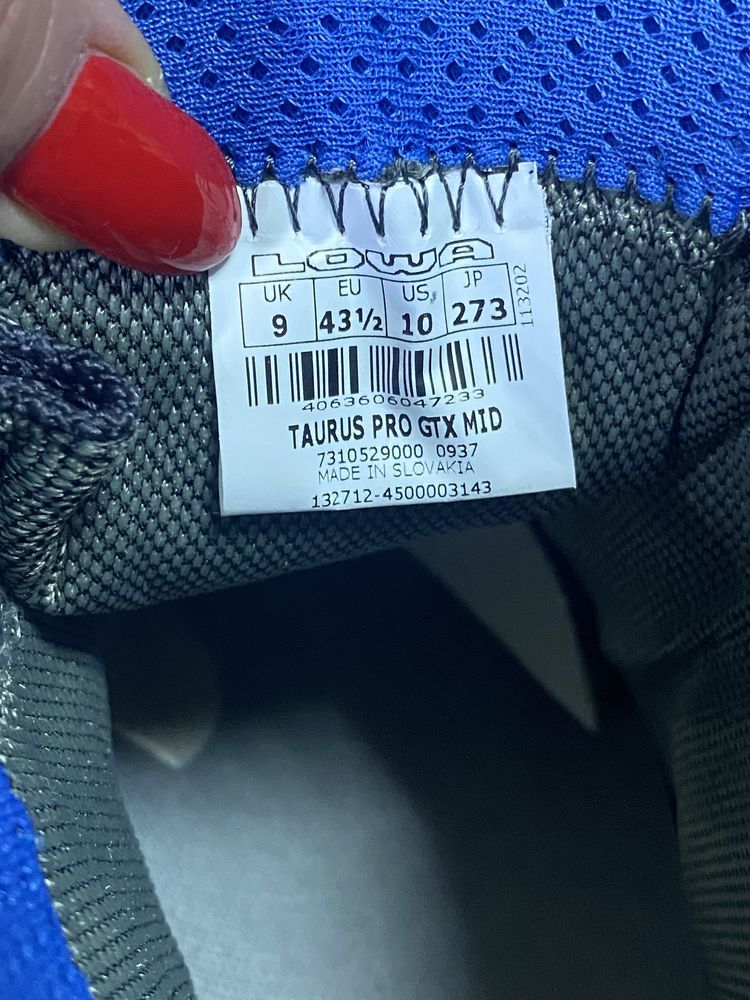 LOWA
UK EU US JP
9 43½ 10 273
113202
4063606047233
TAURUS PRO GTX MID
7310529000 0937
MADE IN SLOVAKIA
132712-4500003143